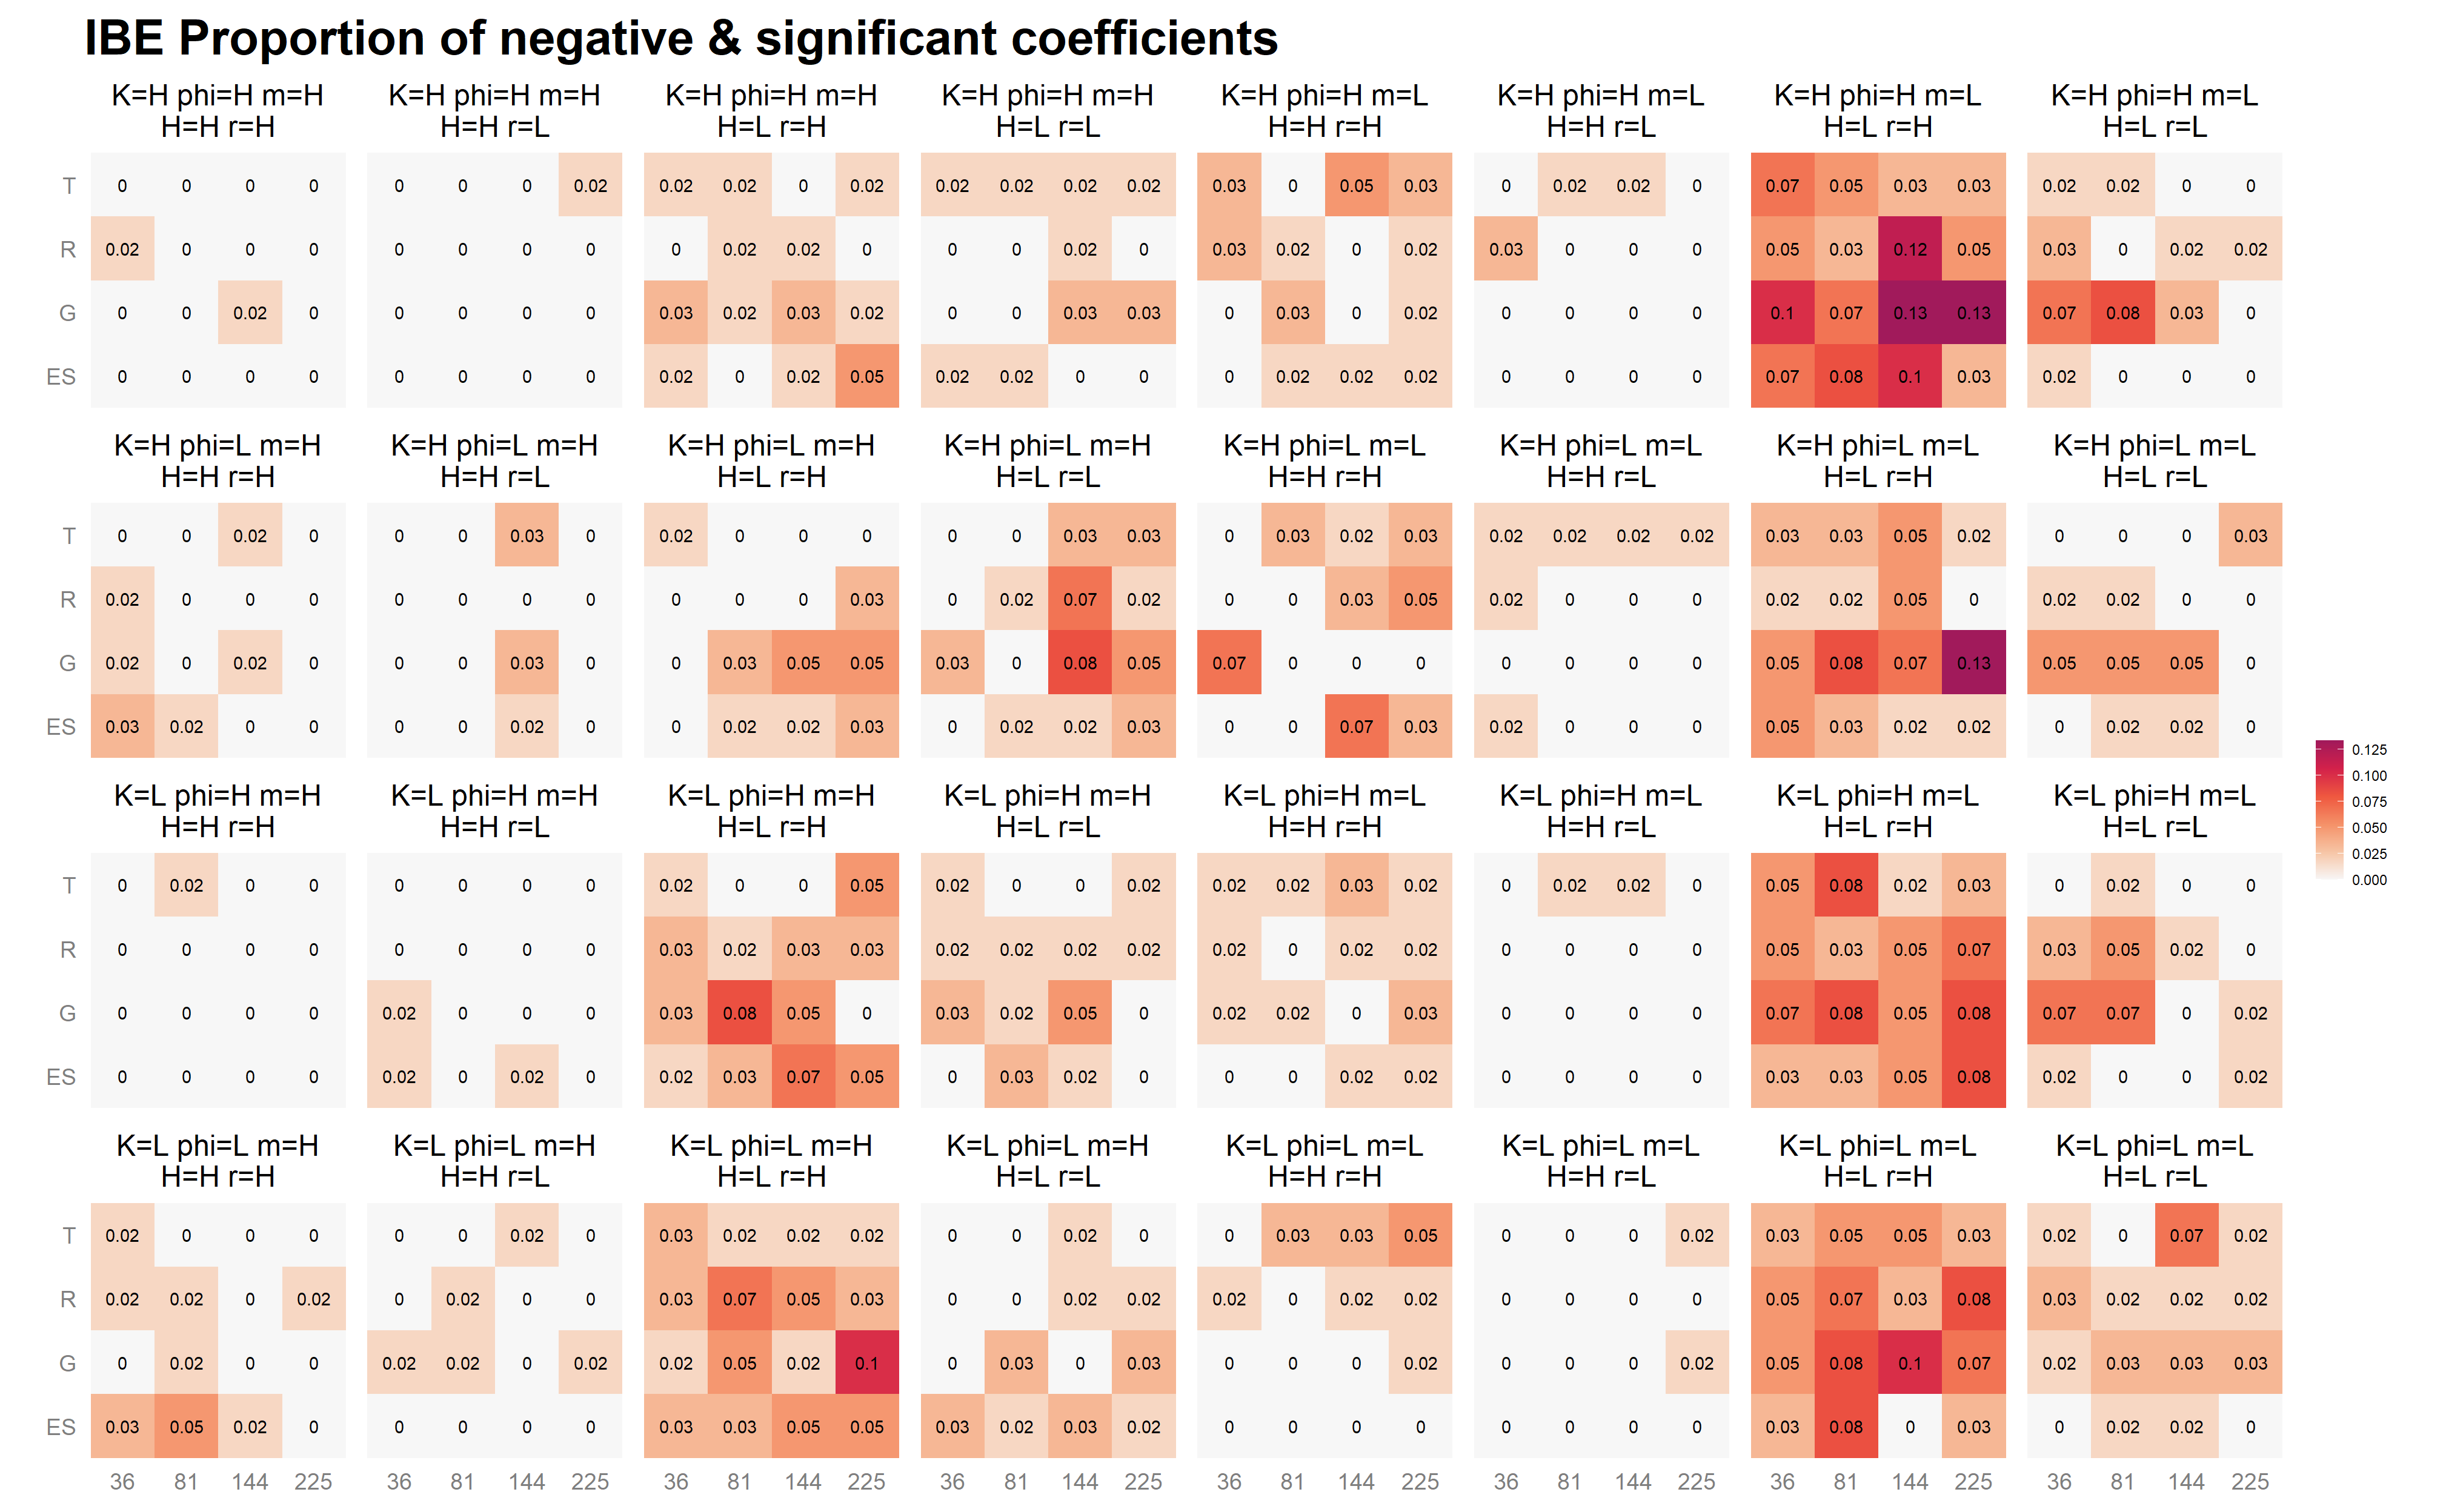 IBE Proportion of negative & significant coefficients
K=H phi=H m=H K=H phi=H m=H K=H phi=H m=H K=H phi=H m=H K=H phi=H m=L K=H phi=H m=L K=H phi=H m=L K=H phi=H m=L
H=H r=H H=H r=L H=L r=H H=L r=L H=H r=H H=H r=L H=L r=H H=L r=L
T 0 0 0 0 0 0 0 0.02 0.02 0.02 0 0.02 0.02 0.02 0.02 0.02 0.03 0 0.05 0.03 0 0.02 0.02 0 0.07 0.05 0.03 0.03 0.02 0.02 0 0
R 0.02 0 0 0 0 0 0 0 0 0.02 0.02 0 0 0 0.02 0 0.03 0.02 0 0.02 0.03 0 0 0 0.05 0.03 0.12 0.05 0.03 0 0.02 0.02
G 0 0 0.02 0 0 0 0 0 0.03 0.02 0.03 0.02 0 0 0.03 0.03 0 0.03 0 0.02 0 0 0 0 0.1 0.07 0.13 0.13 0.07 0.08 0.03 0
ES 0 0 0 0 0 0 0 0 0.02 0 0.02 0.05 0.02 0.02 0 0 0 0.02 0.02 0.02 0 0 0 0 0.07 0.08 0.1 0.03 0.02 0 0 0
K=H phi=L m=H K=H phi=L m=H K=H phi=L m=H K=H phi=L m=H K=H phi=L m=L K=H phi=L m=L K=H phi=L m=L K=H phi=L m=L
H=H r=H H=H r=L H=L r=H H=L r=L H=H r=H H=H r=L H=L r=H H=L r=L
T 0 0 0.02 0 0 0 0.03 0 0.02 0 0 0 0 0 0.03 0.03 0 0.03 0.02 0.03 0.02 0.02 0.02 0.02 0.03 0.03 0.05 0.02 0 0 0 0.03
R 0.02 0 0 0 0 0 0 0 0 0 0 0.03 0 0.02 0.07 0.02 0 0 0.03 0.05 0.02 0 0 0 0.02 0.02 0.05 0 0.02 0.02 0 0
G 0.02 0 0.02 0 0 0 0.03 0 0 0.03 0.05 0.05 0.03 0 0.08 0.05 0.07 0 0 0 0 0 0 0 0.05 0.08 0.07 0.13 0.05 0.05 0.05 0
ES 0.03 0.02 0 0 0 0 0.02 0 0 0.02 0.02 0.03 0 0.02 0.02 0.03 0 0 0.07 0.03 0.02 0 0 0 0.05 0.03 0.02 0.02 0 0.02 0.02 0
0.125
0.100
0.075
0.050
0.025
0.000
K=L phi=H m=H K=L phi=H m=H K=L phi=H m=H K=L phi=H m=H K=L phi=H m=L K=L phi=H m=L K=L phi=H m=L K=L phi=H m=L
H=H r=H H=H r=L H=L r=H H=L r=L H=H r=H H=H r=L H=L r=H H=L r=L
T 0 0.02 0 0 0 0 0 0 0.02 0 0 0.05 0.02 0 0 0.02 0.02 0.02 0.03 0.02 0 0.02 0.02 0 0.05 0.08 0.02 0.03 0 0.02 0 0
R 0 0 0 0 0 0 0 0 0.03 0.02 0.03 0.03 0.02 0.02 0.02 0.02 0.02 0 0.02 0.02 0 0 0 0 0.05 0.03 0.05 0.07 0.03 0.05 0.02 0
G 0 0 0 0 0.02 0 0 0 0.03 0.08 0.05 0 0.03 0.02 0.05 0 0.02 0.02 0 0.03 0 0 0 0 0.07 0.08 0.05 0.08 0.07 0.07 0 0.02
ES 0 0 0 0 0.02 0 0.02 0 0.02 0.03 0.07 0.05 0 0.03 0.02 0 0 0 0.02 0.02 0 0 0 0 0.03 0.03 0.05 0.08 0.02 0 0 0.02
K=L phi=L m=H K=L phi=L m=H K=L phi=L m=H K=L phi=L m=H K=L phi=L m=L K=L phi=L m=L K=L phi=L m=L K=L phi=L m=L
H=H r=H H=H r=L H=L r=H H=L r=L H=H r=H H=H r=L H=L r=H H=L r=L
T 0.02 0 0 0 0 0 0.02 0 0.03 0.02 0.02 0.02 0 0 0.02 0 0 0.03 0.03 0.05 0 0 0 0.02 0.03 0.05 0.05 0.03 0.02 0 0.07 0.02
R 0.02 0.02 0 0.02 0 0.02 0 0 0.03 0.07 0.05 0.03 0 0 0.02 0.02 0.02 0 0.02 0.02 0 0 0 0 0.05 0.07 0.03 0.08 0.03 0.02 0.02 0.02
G 0 0.02 0 0 0.02 0.02 0 0.02 0.02 0.05 0.02 0.1 0 0.03 0 0.03 0 0 0 0.02 0 0 0 0.02 0.05 0.08 0.1 0.07 0.02 0.03 0.03 0.03
ES 0.03 0.05 0.02 0 0 0 0 0 0.03 0.03 0.05 0.05 0.03 0.02 0.03 0.02 0 0 0 0 0 0 0 0 0.03 0.08 0 0.03 0 0.02 0.02 0
36 81 144 225 36 81 144 225 36 81 144 225 36 81 144 225 36 81 144 225 36 81 144 225 36 81 144 225 36 81 144 225